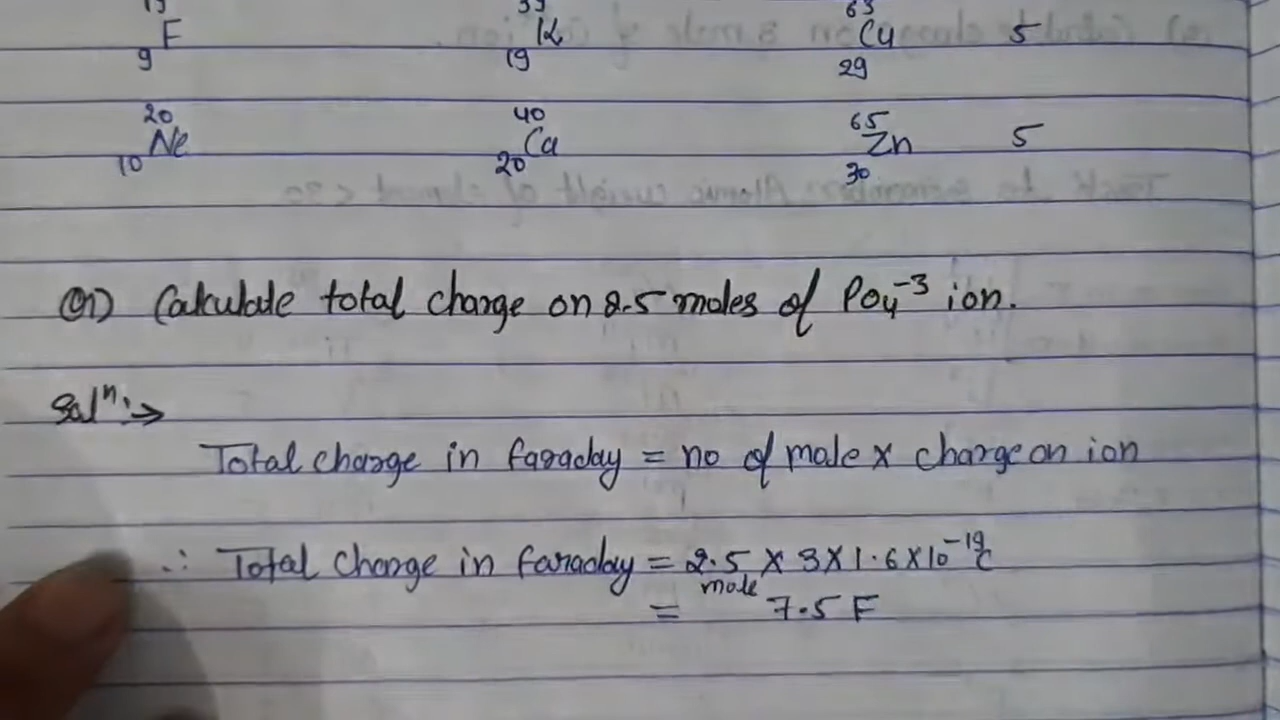 19 39 63
F K Cu 5
9 19 29
20 40 65
Ne Ca Zn 5
10 20 30
Q1) Calculate total charge on 2.5 moles of PO4⁻³ ion.
Solⁿ:→
Total charge in faraday = no of mole x charge on ion
∴ Total charge in faraday = 2.5 X 3 X 1.6 X 10⁻¹⁹C
mole
= 7.5 F